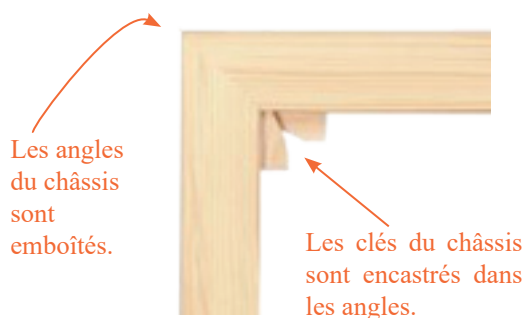 Les angles
du châssis
sont
emboîtés.
Les clés du châssis
sont encastrés dans
les angles.